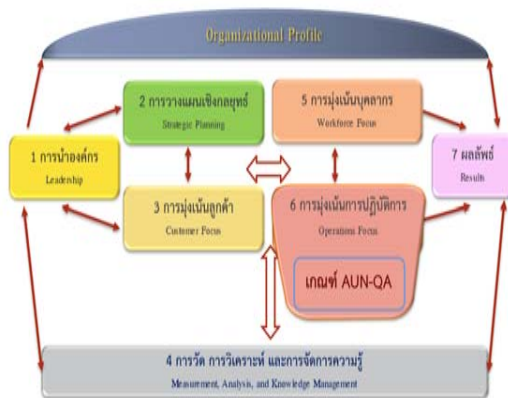 Organizational Profile
2 การวางแผนเชิงกลยุทธ์
Strategic Planning
5 การมุ่งเน้นบุคลากร
Workforce Focus
1 การนำองค์กร
Leadership
7 ผลลัพธ์
Results
3 การมุ่งเน้นลูกค้า
Customer Focus
6 การมุ่งเน้นการปฏิบัติการ
Operations Focus
เกณฑ์ AUN-QA
4 การวัด การวิเคราะห์ และการจัดการความรู้
Measurement, Analysis, and Knowledge Management